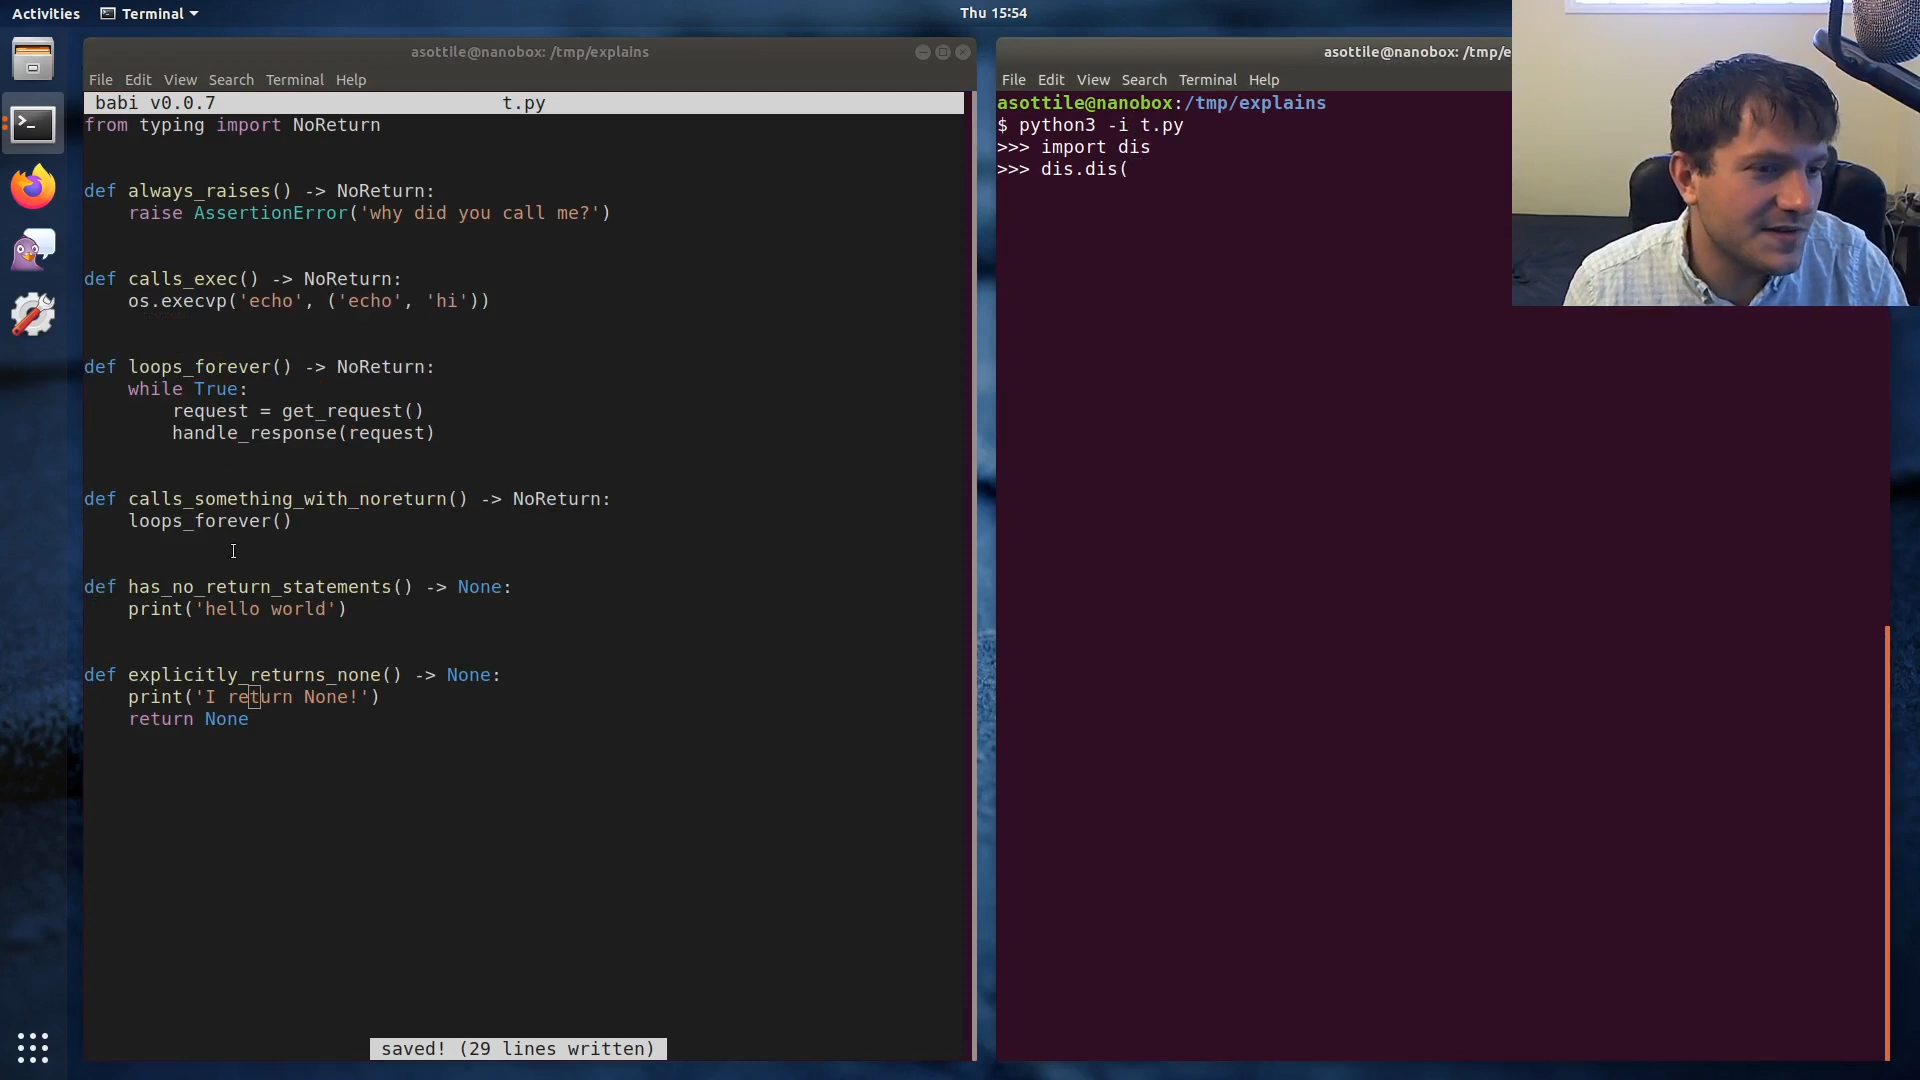 Activities
Terminal
Thu 15:54
asottile@nanobox: /tmp/explains
File Edit View Search Terminal Help
babi v0.0.7 t.py
from typing import NoReturn
def always_raises() -> NoReturn:
    raise AssertionError('why did you call me?')
def calls_exec() -> NoReturn:
    os.execvp('echo', ('echo', 'hi'))
def loops_forever() -> NoReturn:
    while True:
        request = get_request()
        handle_response(request)
def calls_something_with_noreturn() -> NoReturn:
    loops_forever()
def has_no_return_statements() -> None:
    print('hello world')
def explicitly_returns_none() -> None:
    print('I return None!')
    return None
saved! (29 lines written)
asottile@nanobox: /tmp/e
File Edit View Search Terminal Help
asottile@nanobox:/tmp/explains
$ python3 -i t.py
>>> import dis
>>> dis.dis(